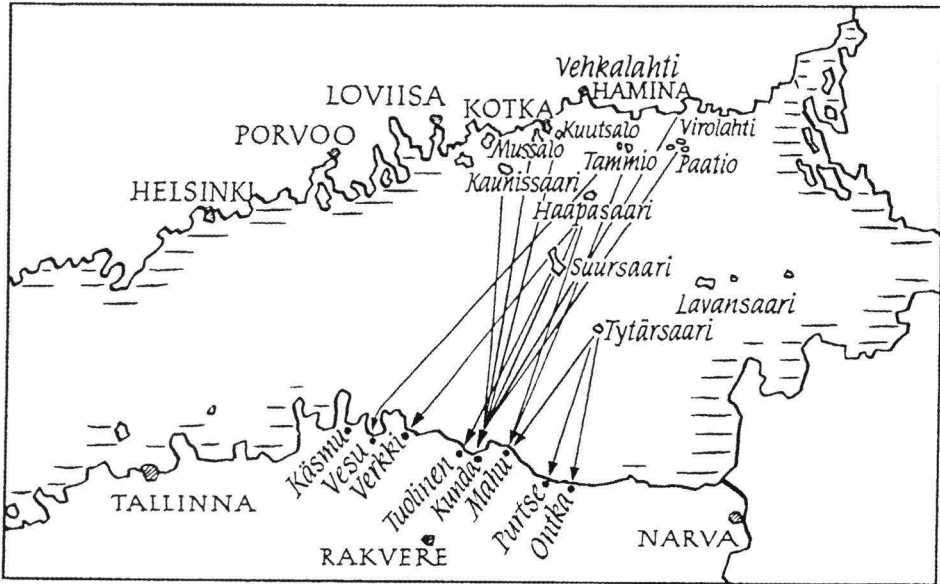 Vehkalahti
HAMINA
LOVIISA
KOTKA
Kuutsalo
Virolahti
PORVOO
Mussalo
Tammio
Paatio
Kaunissaari
HELSINKI
Haapasaari
Suursaari
Lavansaari
Tytärsaari
Käsmu
Vesu
Verkki
Tuolinen
Kunda
Mahu
Purtse
Ontka
TALLINNA
RAKVERE
NARVA